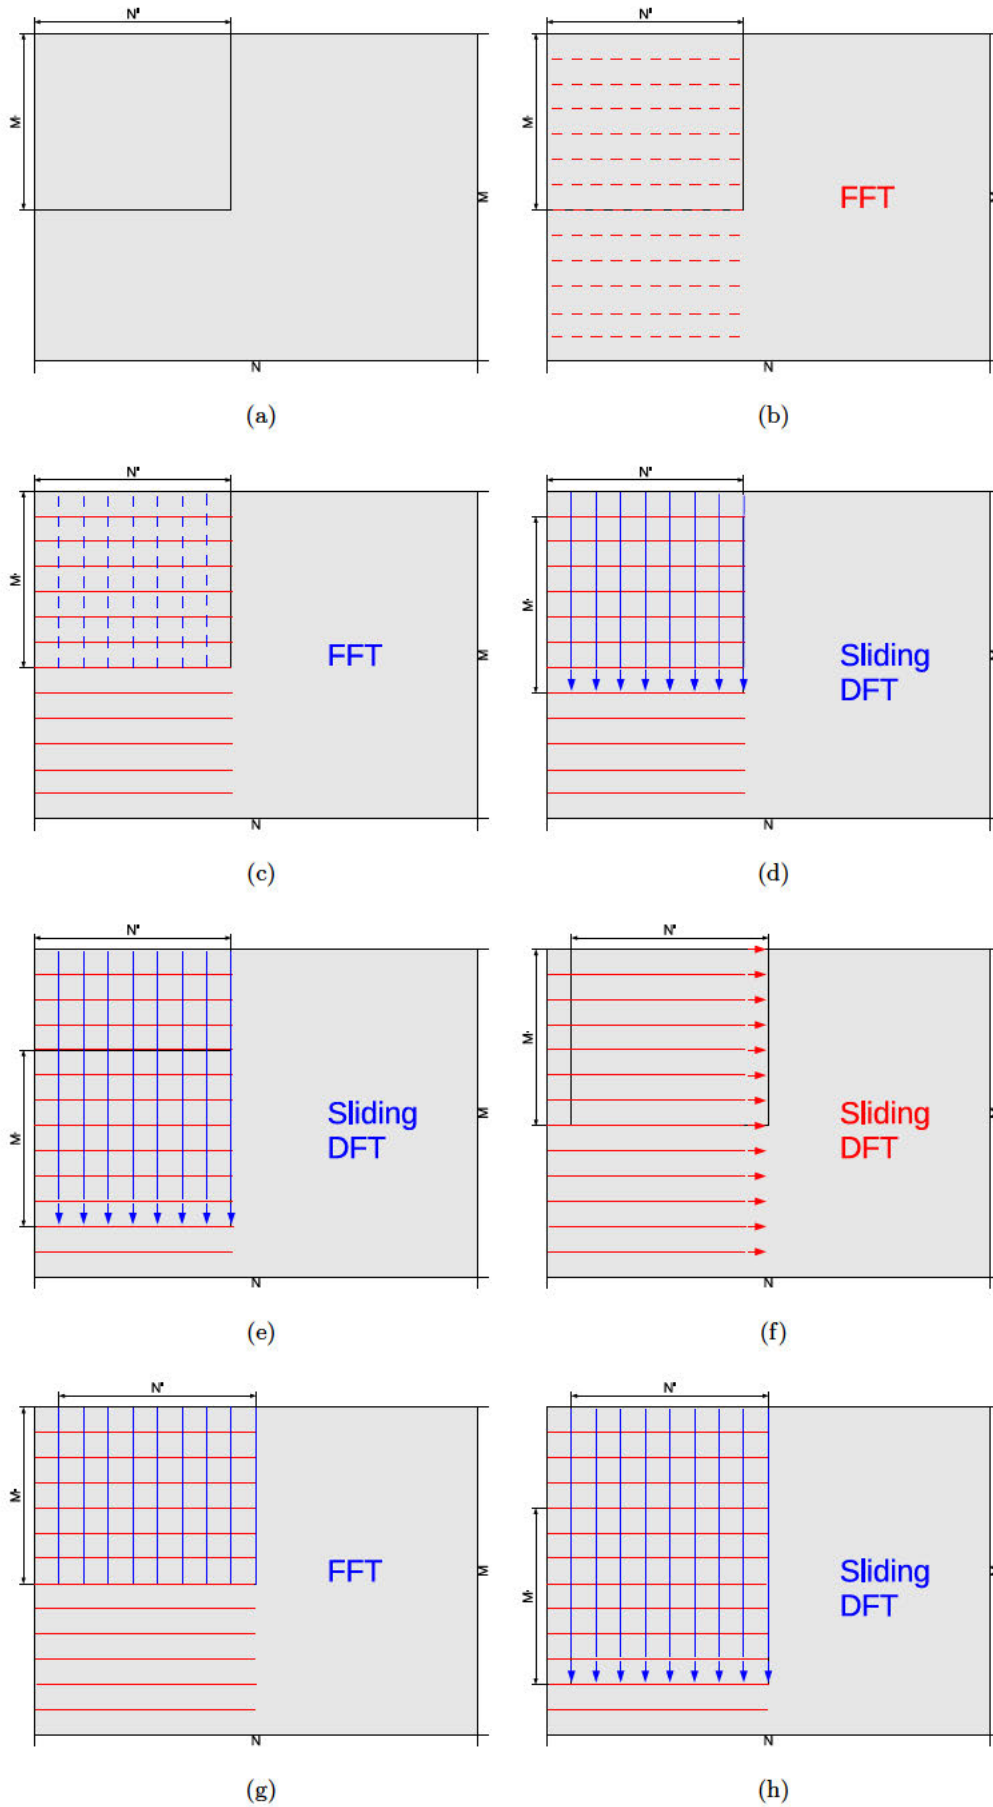 N'
M'
M
N
(a)
N'
M'
FFT
N
(b)
N'
M'
FFT
M
N
(c)
N'
M'
Sliding
DFT
N
(d)
N'
M'
Sliding
DFT
M
N
(e)
N'
M'
Sliding
DFT
N
(f)
N'
M'
FFT
M
N
(g)
N'
M'
Sliding
DFT
N
(h)